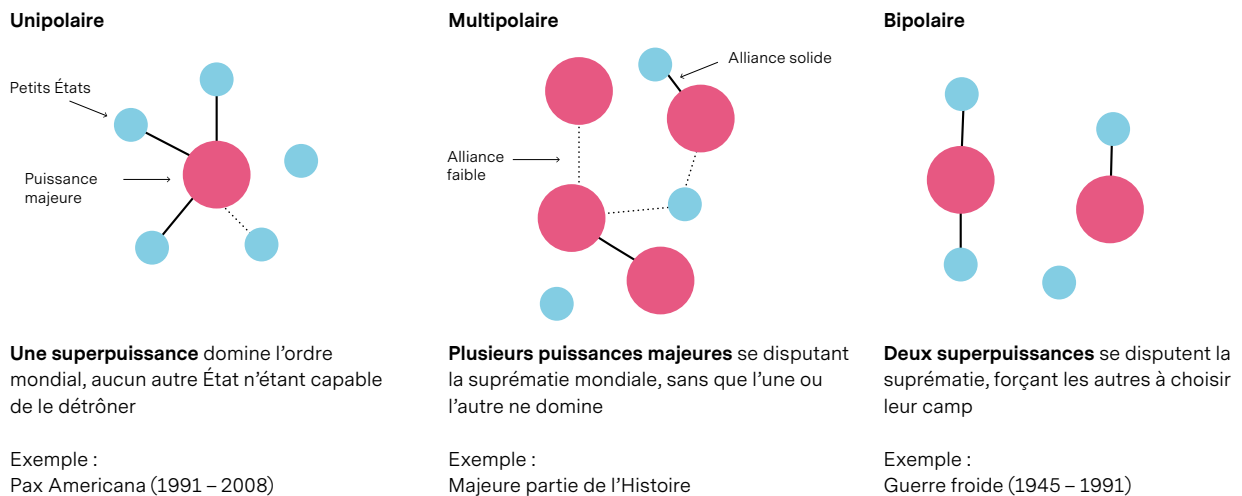 Unipolaire
Petits États
Puissance
majeure
Une superpuissance domine l’ordre
mondial, aucun autre État n’étant capable
de le détrôner
Exemple :
Pax Americana (1991 – 2008)
Multipolaire
Alliance solide
Alliance
faible
Plusieurs puissances majeures se disputant
la suprématie mondiale, sans que l’une ou
l’autre ne domine
Exemple :
Majeure partie de l’Histoire
Bipolaire
Deux superpuissances se disputent la
suprématie, forçant les autres à choisir
leur camp
Exemple :
Guerre froide (1945 – 1991)